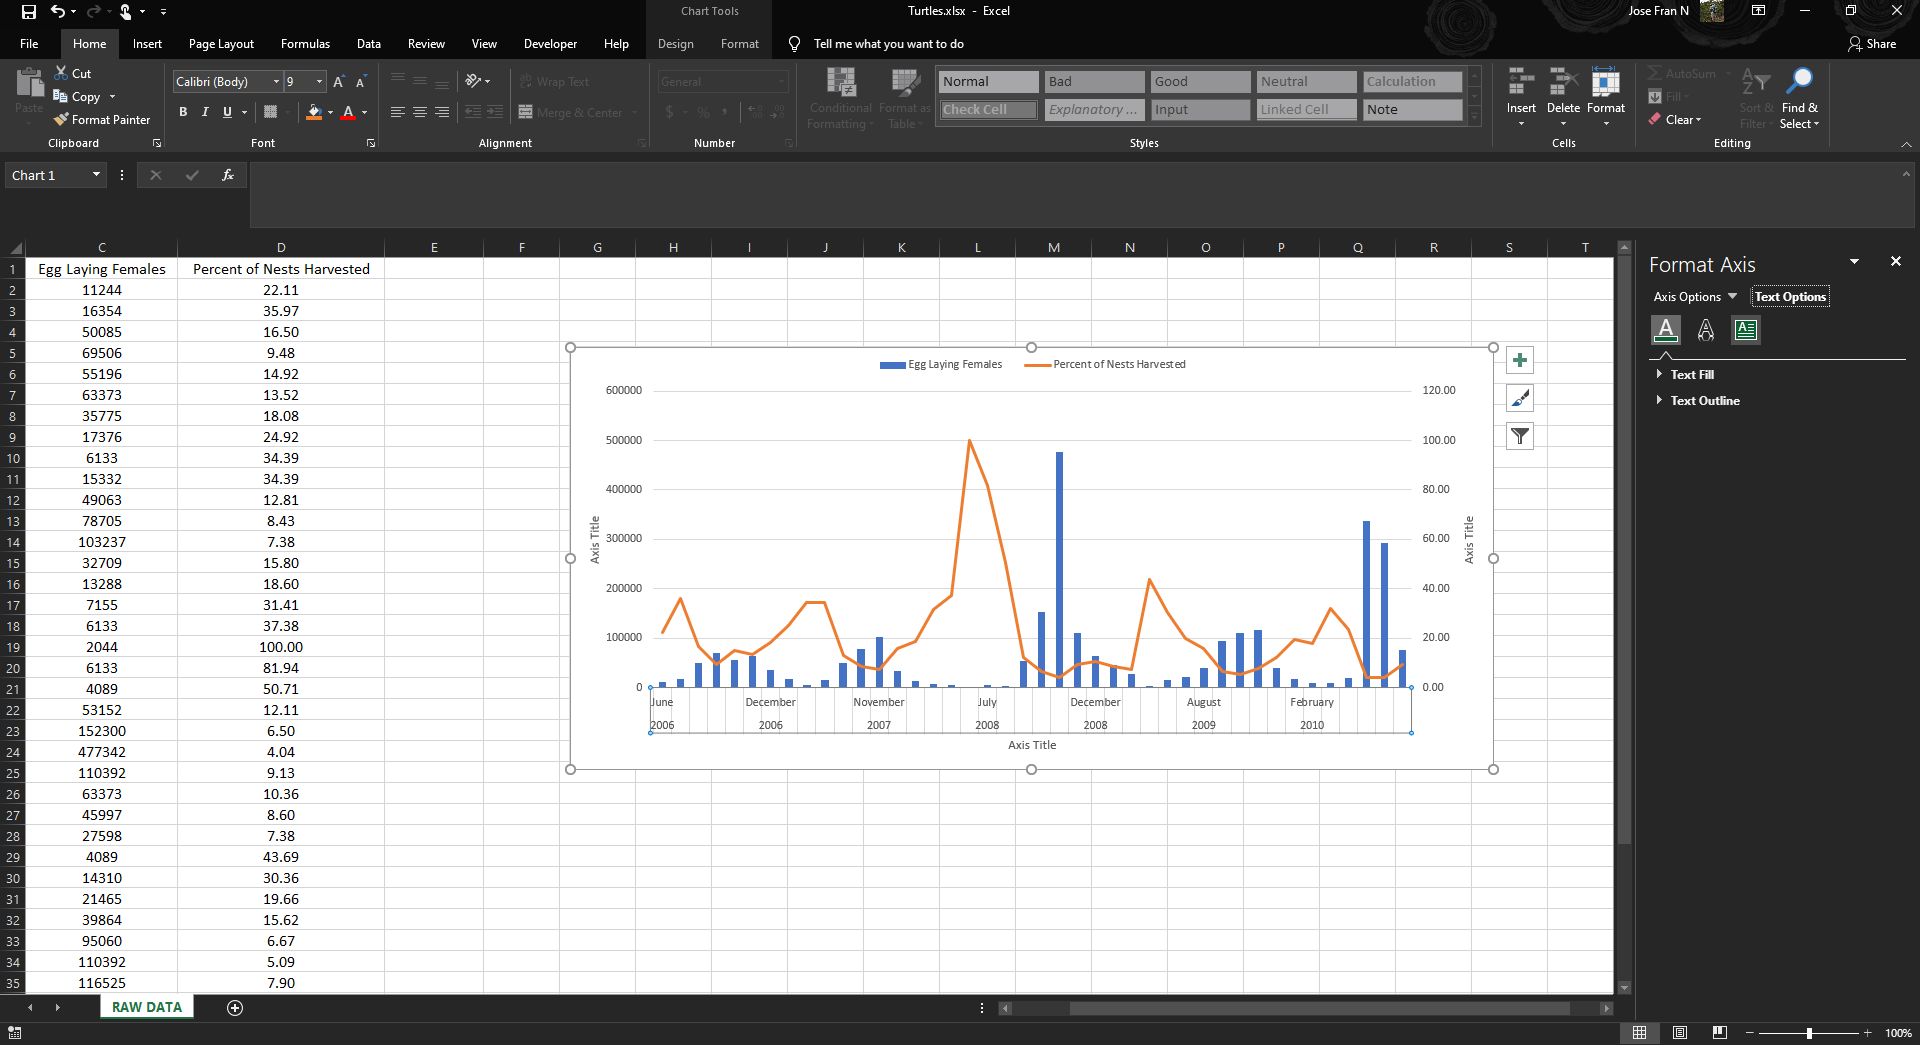 Chart Tools
Turtles.xlsx - Excel
Jose Fran N
File Home Insert Page Layout Formulas Data Review View Developer Help Design Format Tell me what you want to do Share
Paste
Cut
Copy
Format Painter
Clipboard
Calibri (Body) 9
B I U
Font
Wrap Text
Merge & Center
Alignment
General
$ % ,
Number
Conditional Formatting
Format as Table
Normal Bad Good Neutral Calculation
Check Cell Explanatory ... Input Linked Cell Note
Styles
Insert Delete Format
Cells
AutoSum
Fill
Clear
Sort & Filter
Find & Select
Editing
Chart 1
fx
C D E F G H I J K L M N O P Q R S T
1 Egg Laying Females Percent of Nests Harvested
2 11244 22.11
3 16354 35.97
4 50085 16.50
5 69506 9.48
6 55196 14.92
7 63373 13.52
8 35775 18.08
9 17376 24.92
10 6133 34.39
11 15332 34.39
12 49063 12.81
13 78705 8.43
14 103237 7.38
15 32709 15.80
16 13288 18.60
17 7155 31.41
18 6133 37.38
19 2044 100.00
20 6133 81.94
21 4089 50.71
22 53152 12.11
23 152300 6.50
24 477342 4.04
25 110392 9.13
26 63373 10.36
27 45997 8.60
28 27598 7.38
29 4089 43.69
30 14310 30.36
31 21465 19.66
32 39864 15.62
33 95060 6.67
34 110392 5.09
35 116525 7.90
Egg Laying Females Percent of Nests Harvested
600000 120.00
500000 100.00
400000 80.00
300000 60.00
200000 40.00
100000 20.00
0 0.00
Axis Title
Axis Title
June December November July December August February
2006 2006 2007 2008 2008 2009 2010
Axis Title
Format Axis
Axis Options Text Options
Text Fill
Text Outline
RAW DATA
100%